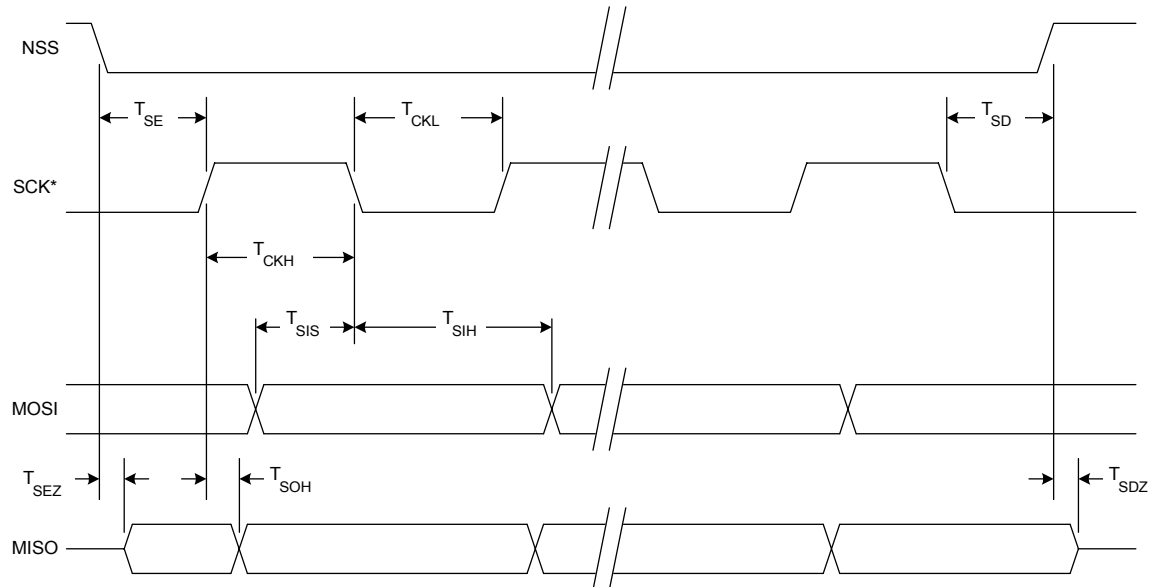 NSS
T_SE
T_CKL
T_SD
SCK*
T_CKH
T_SIS
T_SIH
MOSI
T_SEZ
T_SOH
T_SDZ
MISO